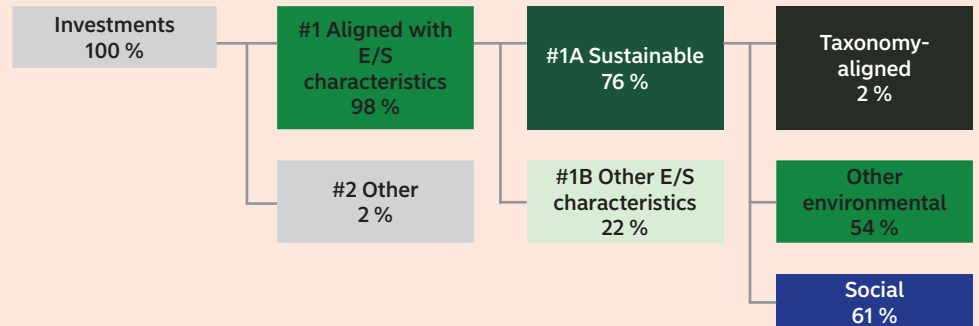 Investments
100 %
#1 Aligned with
E/S
characteristics
98 %
#2 Other
2 %
#1A Sustainable
76 %
#1B Other E/S
characteristics
22 %
Taxonomy-
aligned
2 %
Other
environmental
54 %
Social
61 %